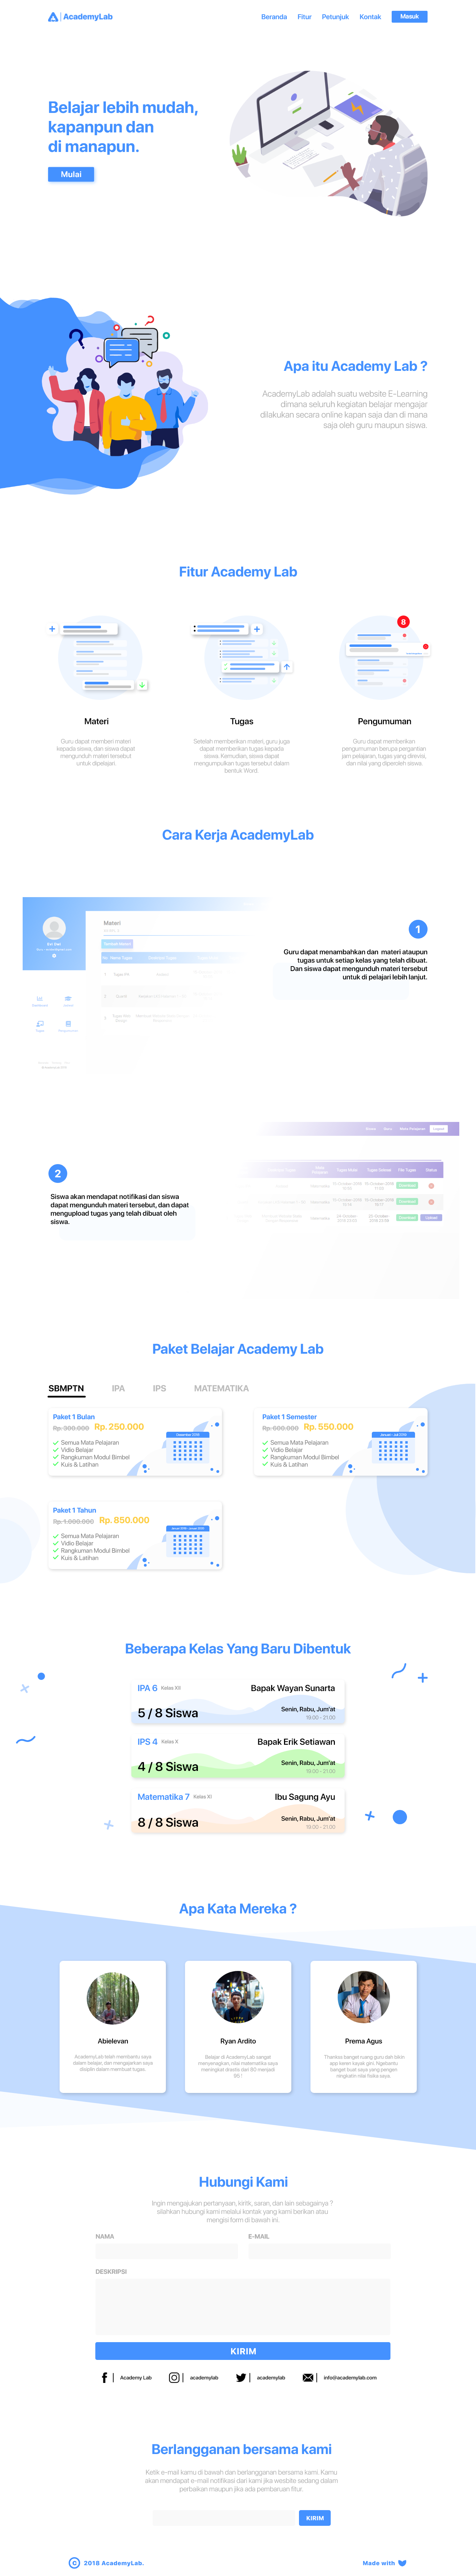 AcademyLab
Beranda Fitur Petunjuk Kontak Masuk
Belajar lebih mudah,
kapanpun dan
di manapun.
Mulai
Apa itu Academy Lab ?
AcademyLab adalah suatu website E-Learning
dimana seluruh kegiatan belajar mengajar
dilakukan secara online kapan saja dan di mana
saja oleh guru maupun siswa.
Fitur Academy Lab
8
Materi
Guru dapat memberi materi
kepada siswa, dan siswa dapat
mengunduh materi tersebut
untuk dipelajari.
Tugas
Setelah memberikan materi, guru juga
dapat memberikan tugas kepada
siswa. Kemudian, siswa dapat
mengumpulkan tugas tersebut dalam
bentuk Word.
Pengumuman
Guru dapat memberikan
pengumuman berupa pergantian
jam pelajaran, tugas yang direvisi,
dan nilai yang diperoleh siswa.
Cara Kerja AcademyLab
Materi
1
Guru dapat menambahkan dan materi ataupun
tugas untuk setiap kelas yang telah dibuat.
Dan siswa dapat mengunduh materi tersebut
untuk di pelajari lebih lanjut.
2
Siswa akan mendapat notifikasi dan siswa
dapat mengunduh materi tersebut, dan dapat
mengupload tugas yang telah dibuat oleh
siswa.
Paket Belajar Academy Lab
SBMPTN IPA IPS MATEMATIKA
Paket 1 Bulan
Rp. 300.000 Rp. 250.000
Semua Mata Pelajaran
Vidio Belajar
Rangkuman Modul Bimbel
Kuis & Latihan
Paket 1 Semester
Rp. 600.000 Rp. 550.000
Semua Mata Pelajaran
Vidio Belajar
Rangkuman Modul Bimbel
Kuis & Latihan
Paket 1 Tahun
Rp. 1.000.000 Rp. 850.000
Semua Mata Pelajaran
Vidio Belajar
Rangkuman Modul Bimbel
Kuis & Latihan
Beberapa Kelas Yang Baru Dibentuk
IPA 6 Kelas XII Bapak Wayan Sunarta
5 / 8 Siswa Senin, Rabu, Jum'at
19.00 - 21.00
IPS 4 Kelas X Bapak Erik Setiawan
4 / 8 Siswa Senin, Rabu, Jum'at
19.00 - 21.00
Matematika 7 Kelas XI Ibu Sagung Ayu
8 / 8 Siswa Senin, Rabu, Jum'at
19.00 - 21.00
Apa Kata Mereka ?
Abielevan
AcademyLab telah membantu saya
dalam belajar, dan mengajarkan saya
disiplin dalam membuat tugas.
Ryan Ardito
Belajar di AcademyLab sangat
menyenagkan, nilai matematika saya
meningkat drastis dari 80 menjadi
95 !
Prema Agus
Thankss banget ruang guru dah bikin
app keren kayak gini. Ngebantu
banget buat saya yang pengen
ningkatin nilai fisika saya.
Hubungi Kami
Ingin mengajukan pertanyaan, kiritk, saran, dan lain sebagainya ?
silahkan hubungi kami melalui kontak yang kami berikan atau
mengisi form di bawah ini.
NAMA E-MAIL
DESKRIPSI
KIRIM
Academy Lab academylab academylab info@academylab.com
Berlangganan bersama kami
Ketik e-mail kamu di bawah dan berlangganan bersama kami. Kamu
akan mendapat e-mail notifikasi dari kami jika weebsite sedang dalam
perbaikan maupun jika ada pembaruan fitur.
KIRIM
2018 AcademyLab. Made with